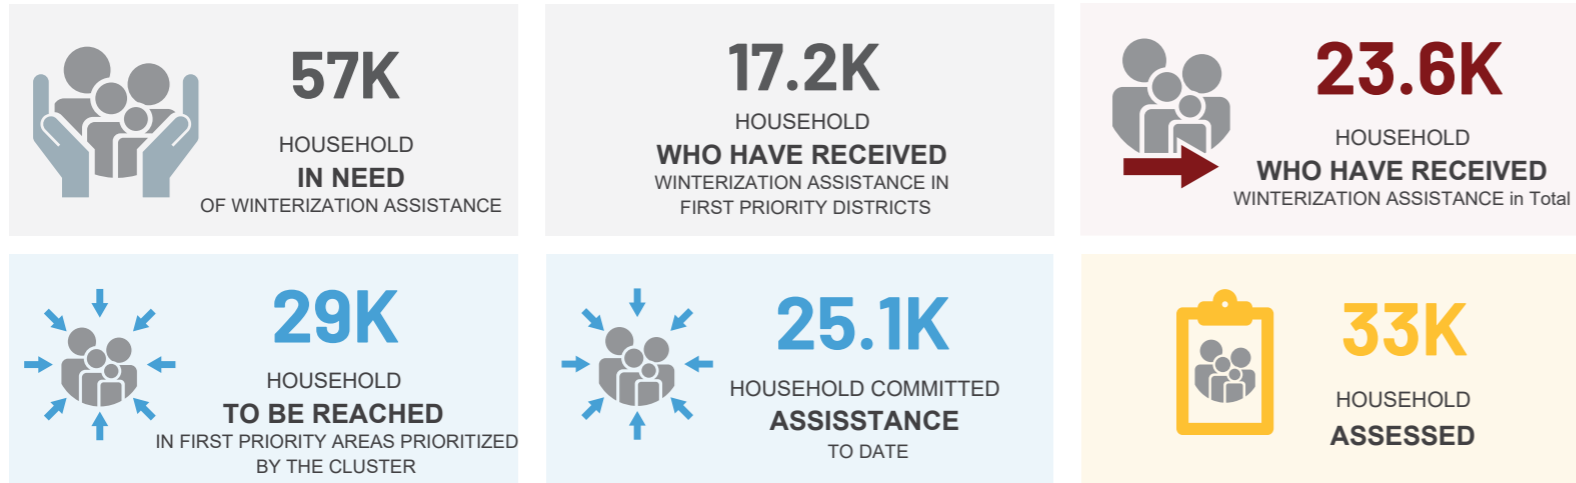 57K
HOUSEHOLD
IN NEED
OF WINTERIZATION ASSISTANCE
17.2K
HOUSEHOLD
WHO HAVE RECEIVED
WINTERIZATION ASSISTANCE IN
FIRST PRIORITY DISTRICTS
23.6K
HOUSEHOLD
WHO HAVE RECEIVED
WINTERIZATION ASSISTANCE in Total
29K
HOUSEHOLD
TO BE REACHED
IN FIRST PRIORITY AREAS PRIORITIZED
BY THE CLUSTER
25.1K
HOUSEHOLD COMMITTED
ASSISSTANCE
TO DATE
33K
HOUSEHOLD
ASSESSED